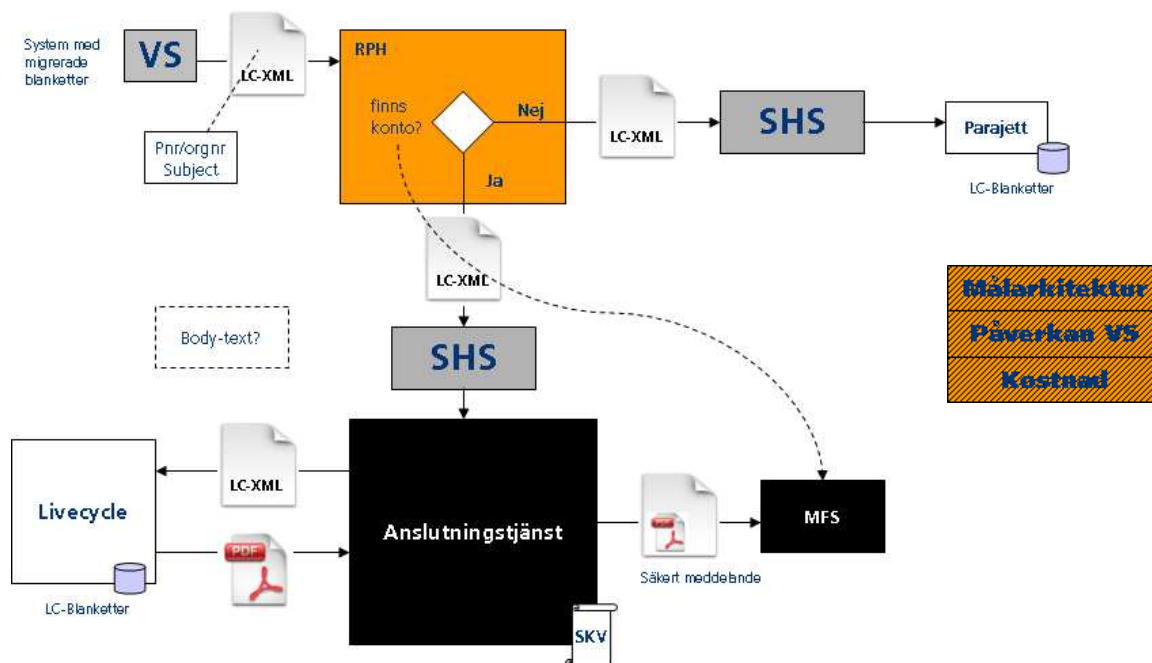 System med
migrerade
blanketter
VS
LC-XML
Pnr/orgnr
Subject
RPH
finns
konto?
Nej
Ja
LC-XML
SHS
Parajett
LC-Blanketter
LC-XML
Body-text?
SHS
Målarkitektur
Påverkan VS
Kostnad
Livecycle
LC-Blanketter
LC-XML
PDF
Anslutningstjänst
SKV
PDF
Säkert meddelande
MFS